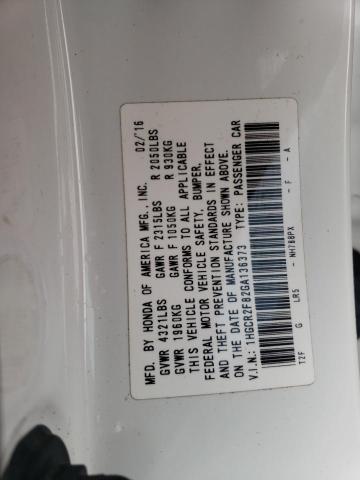 MFD. BY HONDA OF AMERICA MFG., INC. 02/'16
GVWR 4321LBS GAWR F 2315LBS R 2050LBS
GVWR 1960KG GAWR F 1050KG R 930KG
THIS VEHICLE CONFORMS TO ALL APPLICABLE
FEDERAL MOTOR VEHICLE SAFETY, BUMPER,
AND THEFT PREVENTION STANDARDS IN EFFECT
ON THE DATE OF MANUFACTURE SHOWN ABOVE.
V.I.N.: 1HGCR2F82GA136373 TYPE: PASSENGER CAR
T2F G LR5 - NH788PX - F - A